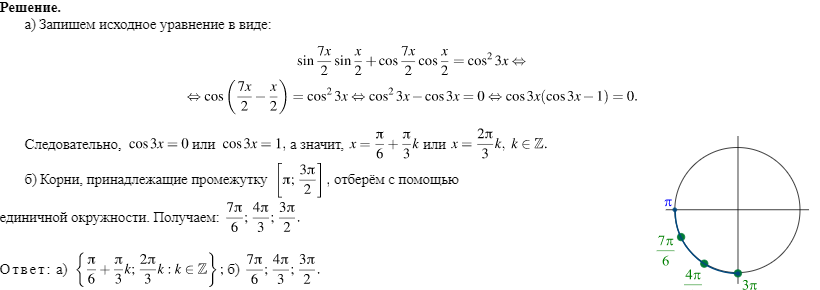 Решение.
а) Запишем исходное уравнение в виде:
sin 7x/2 sin x/2 + cos 7x/2 cos x/2 = cos² 3x ⇔
⇔ cos (7x/2 − x/2) = cos² 3x ⇔ cos² 3x − cos 3x = 0 ⇔ cos 3x(cos 3x − 1) = 0.
Следовательно, cos 3x = 0 или cos 3x = 1, а значит, x = π/6 + π/3 k или x = 2π/3 k, k ∈ ℤ.
б) Корни, принадлежащие промежутку [π; 3π/2], отберём с помощью
единичной окружности. Получаем: 7π/6; 4π/3; 3π/2.
Ответ: а) {π/6 + π/3 k; 2π/3 k : k ∈ ℤ}; б) 7π/6; 4π/3; 3π/2.
π
7π/6
4π
3π